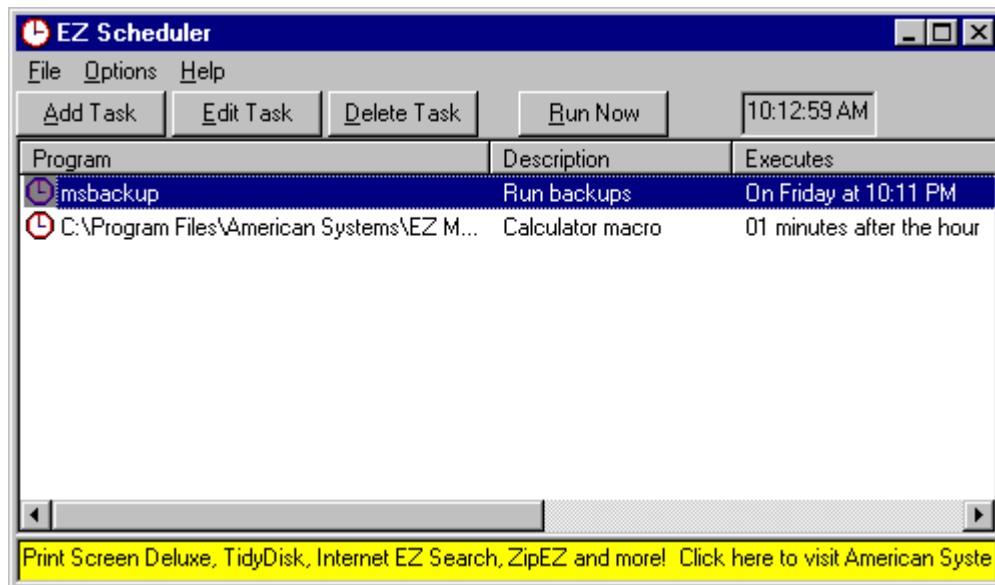 EZ Scheduler
File Options Help
Add Task Edit Task Delete Task Run Now 10:12:59 AM
Program Description Executes
msbackup Run backups On Friday at 10:11 PM
C:\Program Files\American Systems\EZ M... Calculator macro 01 minutes after the hour
Print Screen Deluxe, TidyDisk, Internet EZ Search, ZipEZ and more! Click here to visit American Syste